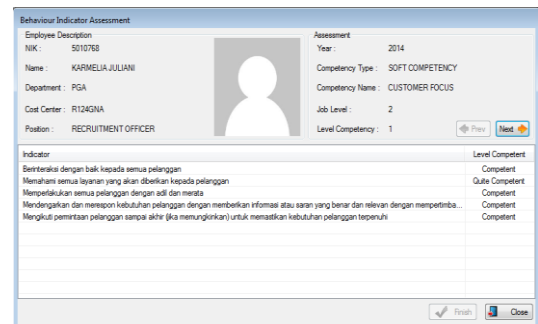 Behaviour Indicator Assessment
Employee Description
NIK : 5010768
Name : KARMELIA JULIANI
Department : PGA
Cost Center : R124GNA
Position : RECRUITMENT OFFICER
Assessment
Year : 2014
Competency Type : SOFT COMPETENCY
Competency Name : CUSTOMER FOCUS
Job Level : 2
Level Competency : 1
Prev Next
Indicator Level Competent
Berinteraksi dengan baik kepada semua pelanggan Competent
Memahami semua layanan yang akan diberikan kepada pelanggan Quite Competent
Memperlakukan semua pelanggan dengan adil dan merata Competent
Mendengarkan dan merespon kebutuhan pelanggan dengan memberikan informasi atau saran yang benar dan relevan dengan mempertimba... Competent
Mengikuti permintaan pelanggan sampai akhir (jika memungkinkan) untuk memastikan kebutuhan pelanggan terpenuhi Competent
Finish Close